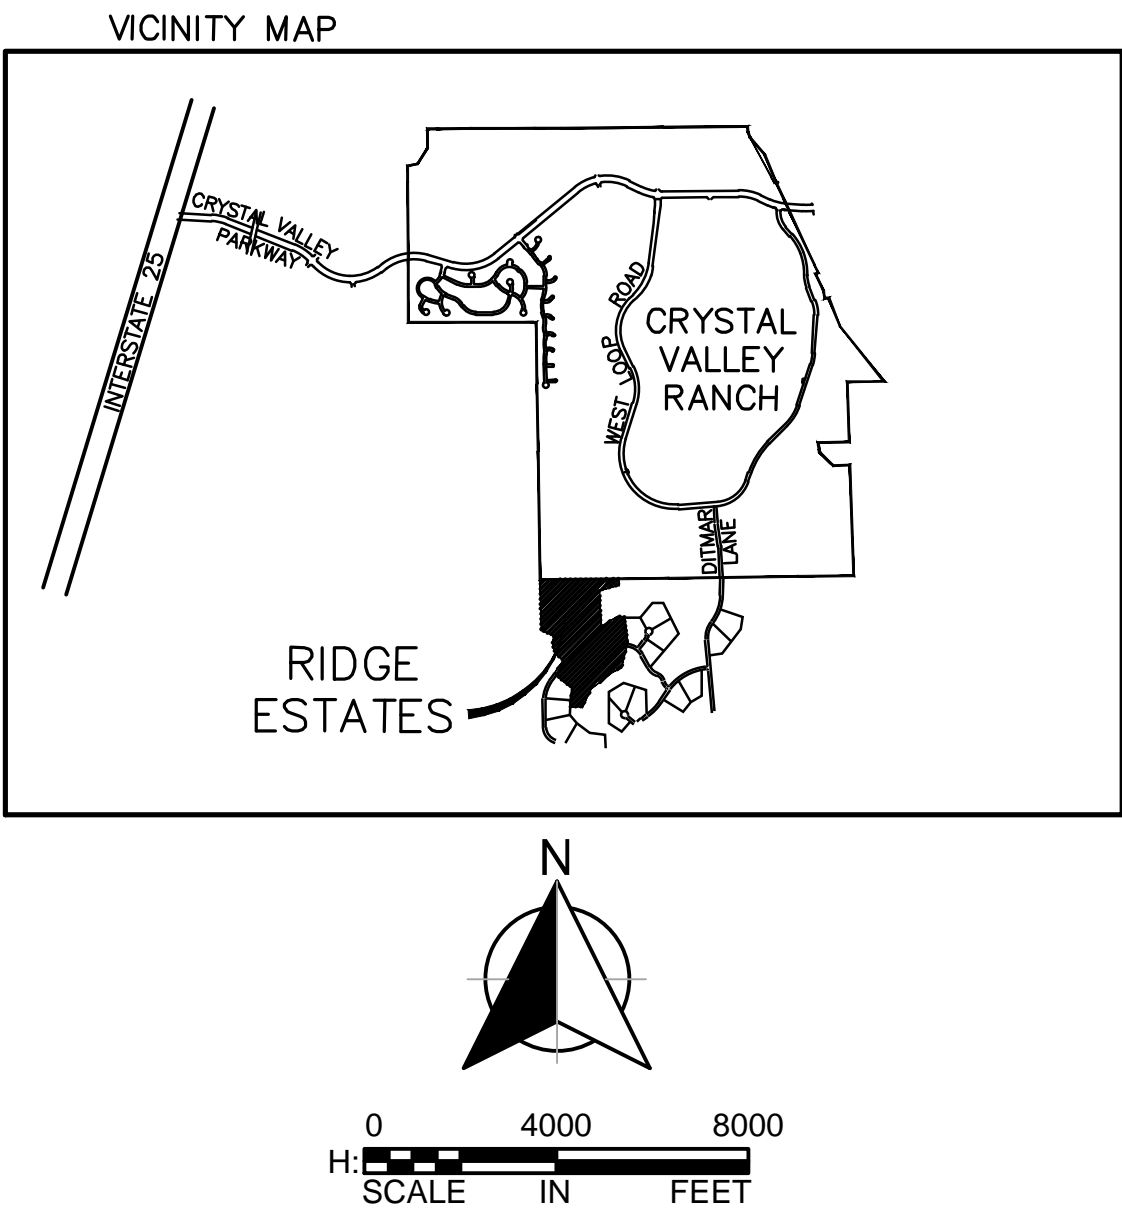 VICINITY MAP
CRYSTAL VALLEY
PARKWAY
INTERSTATE 25
WEST LOOP ROAD
CRYSTAL
VALLEY
RANCH
DITMAR
LANE
RIDGE
ESTATES
N
0 4000 8000
H:
SCALE IN FEET